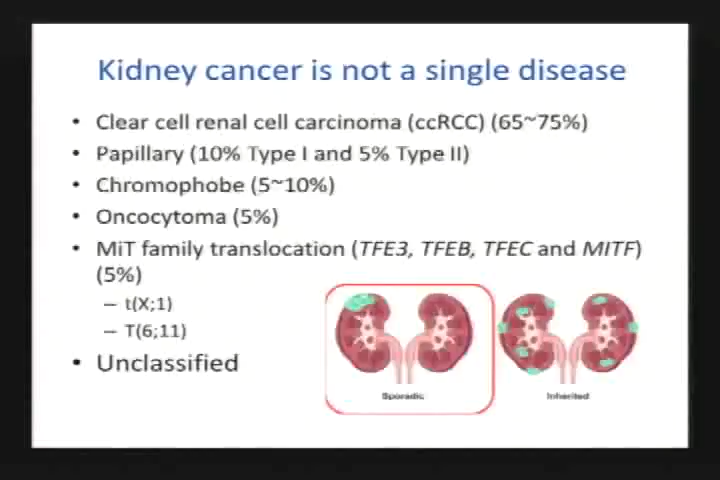 Kidney cancer is not a single disease
• Clear cell renal cell carcinoma (ccRCC) (65~75%)
• Papillary (10% Type I and 5% Type II)
• Chromophobe (5~10%)
• Oncocytoma (5%)
• MiT family translocation (TFE3, TFEB, TFEC and MITF)
(5%)
– t(X;1)
– T(6;11)
• Unclassified
Sporadic
Inherited